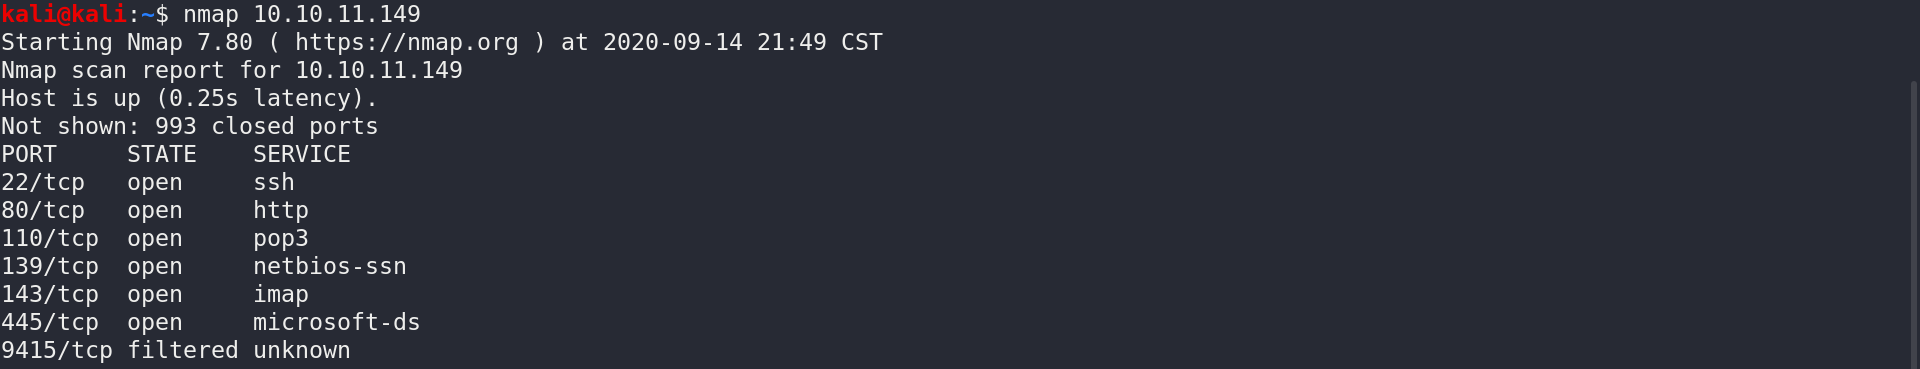 kali@kali:~$ nmap 10.10.11.149
Starting Nmap 7.80 ( https://nmap.org ) at 2020-09-14 21:49 CST
Nmap scan report for 10.10.11.149
Host is up (0.25s latency).
Not shown: 993 closed ports
PORT     STATE    SERVICE
22/tcp   open     ssh
80/tcp   open     http
110/tcp  open     pop3
139/tcp  open     netbios-ssn
143/tcp  open     imap
445/tcp  open     microsoft-ds
9415/tcp filtered unknown